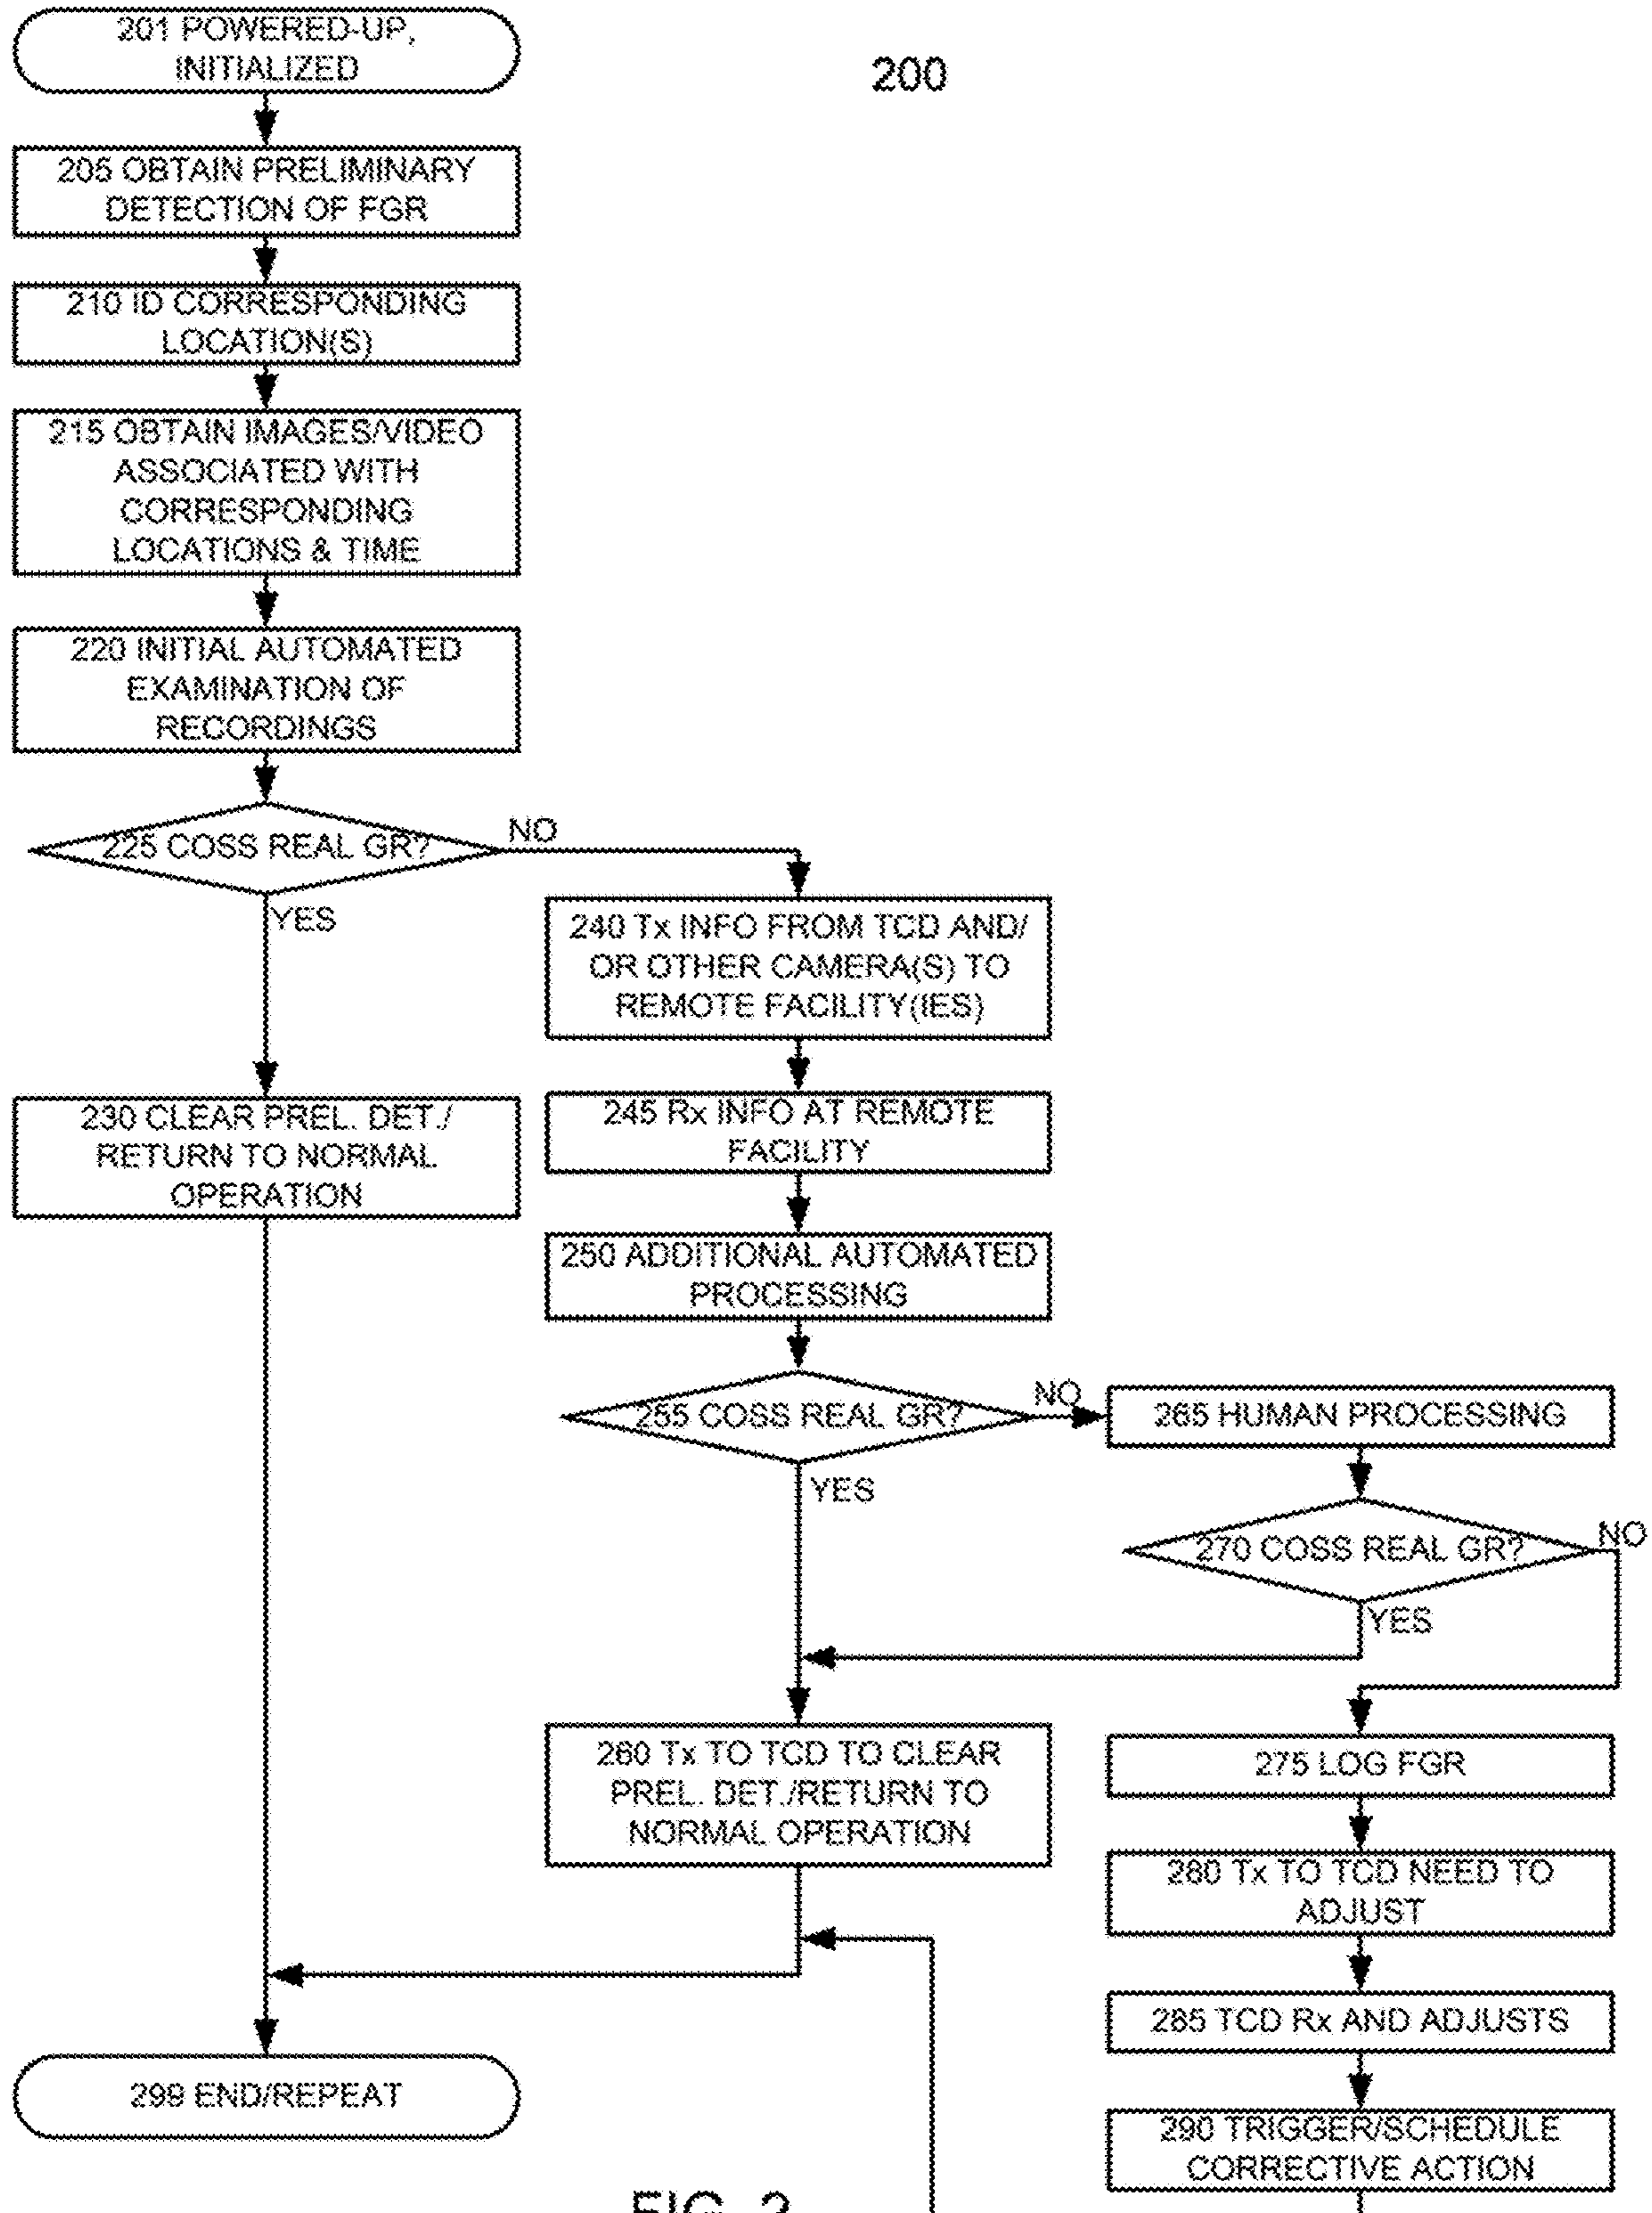 201 POWERED-UP,
INITIALIZED
200
205 OBTAIN PRELIMINARY
DETECTION OF FGR
210 ID CORRESPONDING
LOCATION(S)
215 OBTAIN IMAGES/VIDEO
ASSOCIATED WITH
CORRESPONDING
LOCATIONS & TIME
220 INITIAL AUTOMATED
EXAMINATION OF
RECORDINGS
225 COSS REAL GR?
NO
YES
240 Tx INFO FROM TCD AND/
OR OTHER CAMERA(S) TO
REMOTE FACILITY(IES)
230 CLEAR PREL. DET./
RETURN TO NORMAL
OPERATION
245 Rx INFO AT REMOTE
FACILITY
250 ADDITIONAL AUTOMATED
PROCESSING
255 COSS REAL GR?
NO
YES
265 HUMAN PROCESSING
270 COSS REAL GR?
NO
YES
260 Tx TO TCD TO CLEAR
PREL. DET./RETURN TO
NORMAL OPERATION
275 LOG FGR
280 Tx TO TCD NEED TO
ADJUST
285 TCD Rx AND ADJUSTS
290 TRIGGER/SCHEDULE
CORRECTIVE ACTION
299 END/REPEAT
FIG. 2